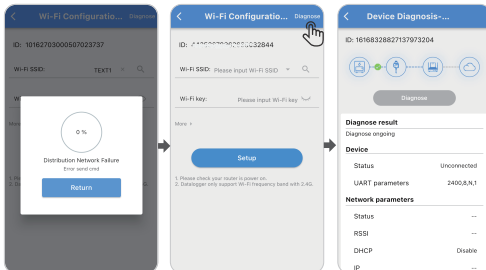 Wi-Fi Configuratio... Diagnose
ID: 10162703000507023737
Wi-Fi SSID: TEXT1
0 %
Distribution Network Failure
Error send cmd
Return
Wi-Fi Configuratio... Diagnose
ID:
Wi-Fi SSID: Please input Wi-Fi SSID
Wi-Fi key: Please input Wi-Fi key
More +
Setup
1. Please check your router is power on.
2. Datalogger only support Wi-Fi frequency band with 2.4G.
Device Diagnosis-...
ID: 16168328827137973204
Diagnose
Diagnose result
Diagnose ongoing
Device
Status Unconnected
UART parameters 2400,8,N,1
Network parameters
Status --
RSSI --
DHCP Disable
IP --